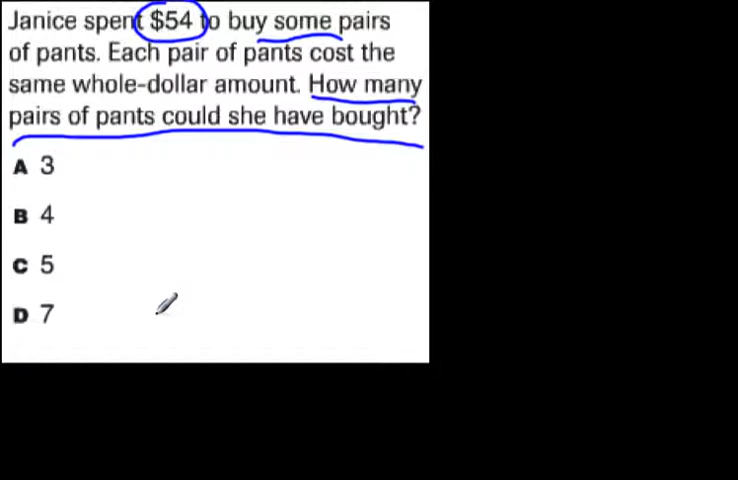 Janice spent $54 to buy some pairs
of pants. Each pair of pants cost the
same whole-dollar amount. How many
pairs of pants could she have bought?
A 3
B 4
C 5
D 7